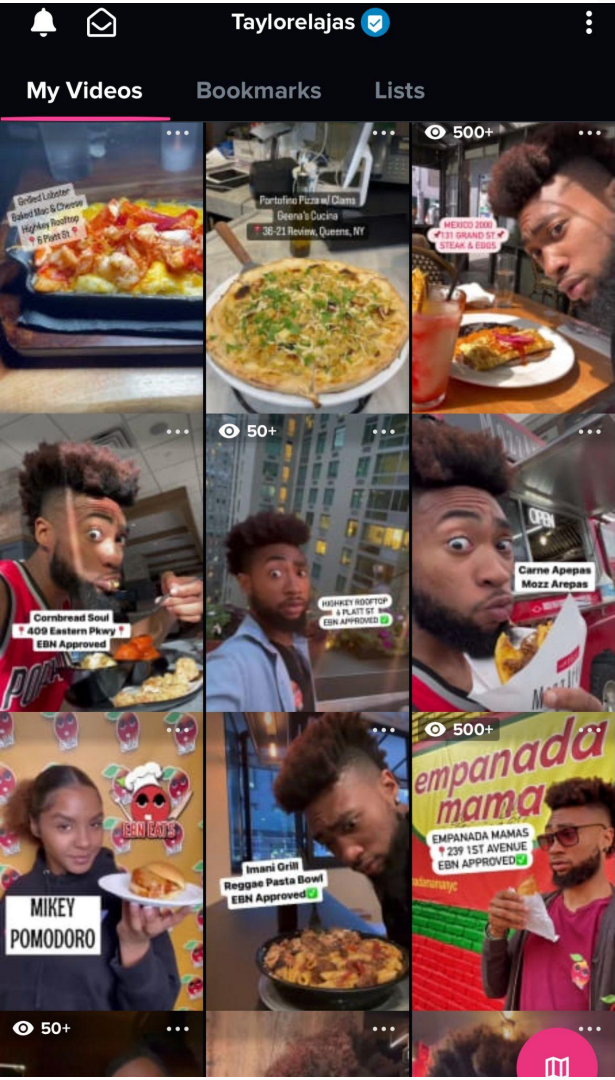 Taylorelajas
My Videos Bookmarks Lists
Grilled Lobster
Baked Mac & Cheese
Highkey Rooftop
6 Platt St
Portofino Pizza w/ Clams
Geena's Cucina
36-21 Review, Queens, NY
500+
MEXICO 2000
131 GRAND ST
STEAK & EGGS
Cornbread Soul
409 Eastern Pkwy
EBN Approved
50+
HIGHKEY ROOFTOP
6 PLATT ST
EBN APPROVED
OPEN
Carne Apepas
Mozz Arepas
EBN EATS
MIKEY
POMODORO
Imani Grill
Reggae Pasta Bowl
EBN Approved
500+
empanada
mama
EMPANADA MAMAS
239 1ST AVENUE
EBN APPROVED
50+